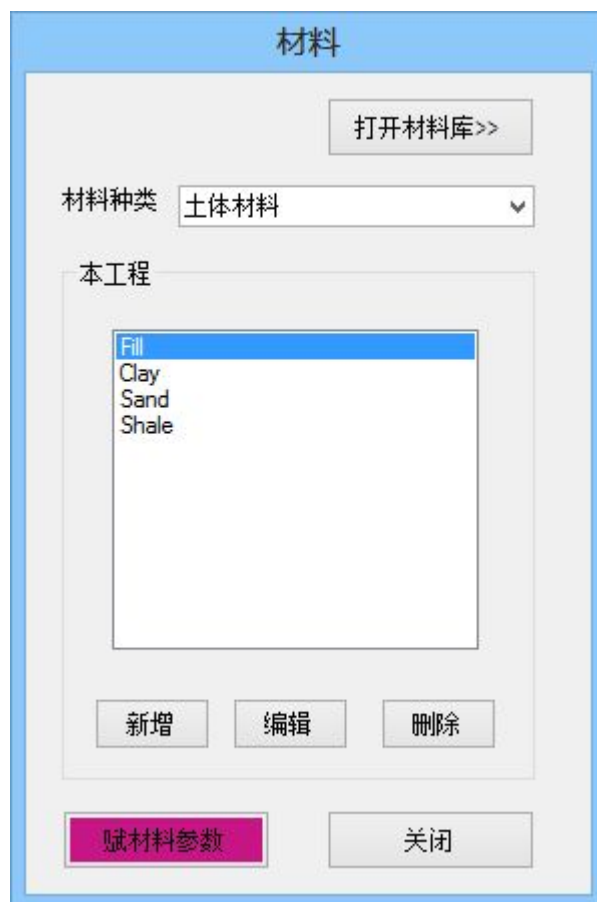 材料
打开材料库>>
材料种类 土体材料
本工程
Fill
Clay
Sand
Shale
新增 编辑 删除
赋材料参数 关闭